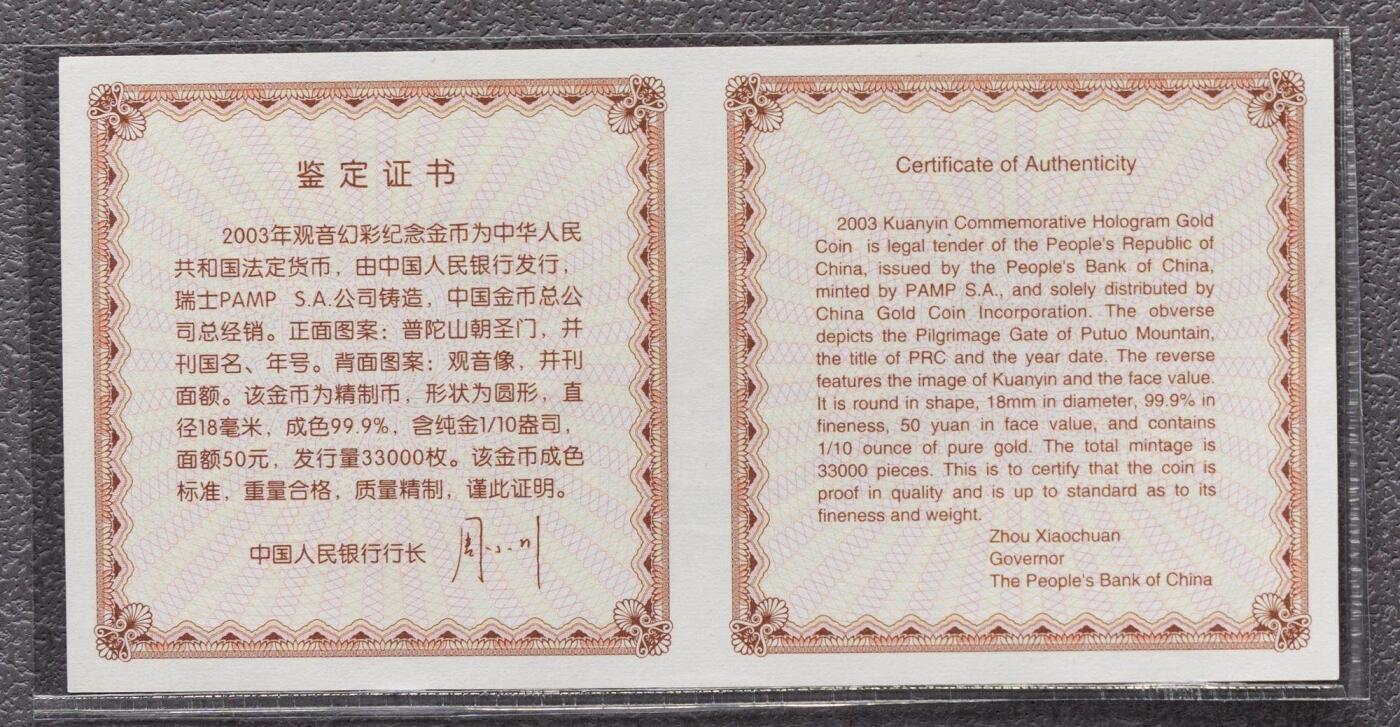 鉴定证书
2003年观音幻彩纪念金币为中华人民
共和国法定货币，由中国人民银行发行，
瑞士PAMP S.A.公司铸造，中国金币总公
司总经销。正面图案：普陀山朝圣门，并
刊国名、年号。背面图案：观音像，并刊
面额。该金币为精制币，形状为圆形，直
径18毫米，成色99.9%，含纯金1/10盎司，
面额50元，发行量33000枚。该金币成色
标准，重量合格，质量精制，谨此证明。
中国人民银行行长 周小川
Certificate of Authenticity
2003 Kuanyin Commemorative Hologram Gold
Coin is legal tender of the People's Republic of
China, issued by the People's Bank of China,
minted by PAMP S.A., and solely distributed by
China Gold Coin Incorporation. The obverse
depicts the Pilgrimage Gate of Putuo Mountain,
the title of PRC and the year date. The reverse
features the image of Kuanyin and the face value.
It is round in shape, 18mm in diameter, 99.9% in
fineness, 50 yuan in face value, and contains
1/10 ounce of pure gold. The total mintage is
33000 pieces. This is to certify that the coin is
proof in quality and is up to standard as to its
fineness and weight.
Zhou Xiaochuan
Governor
The People's Bank of China